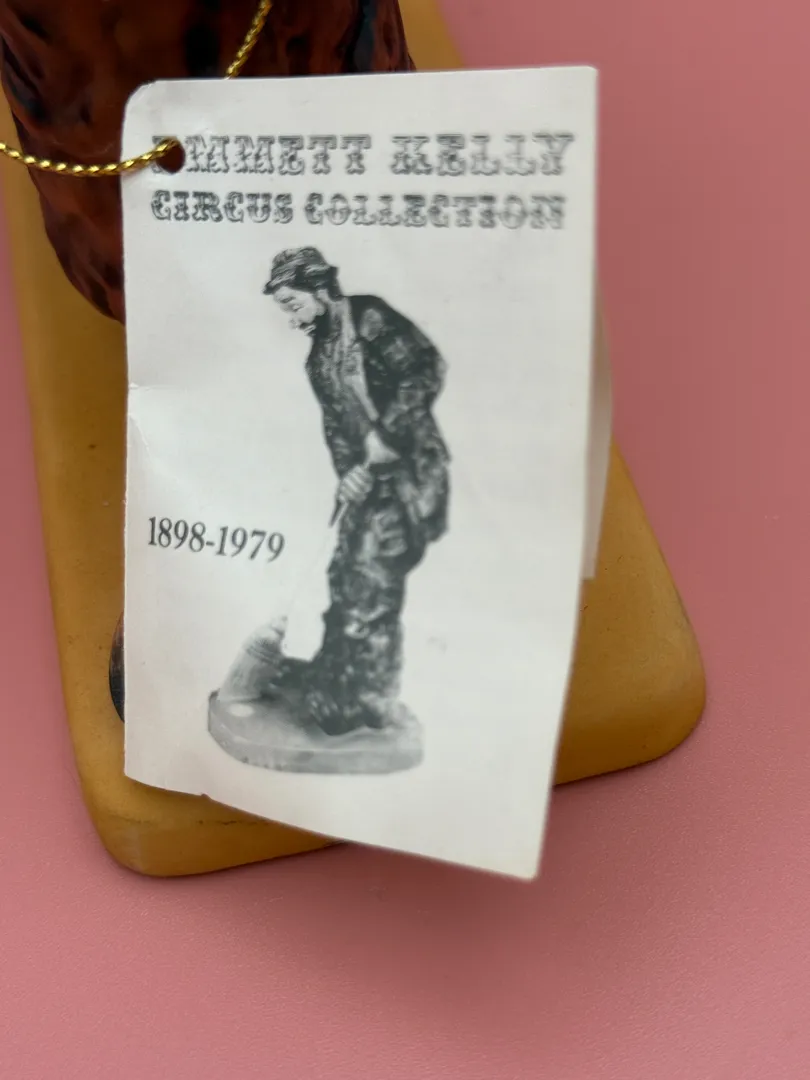 EMMETT KELLY
CIRCUS COLLECTION
1898-1979